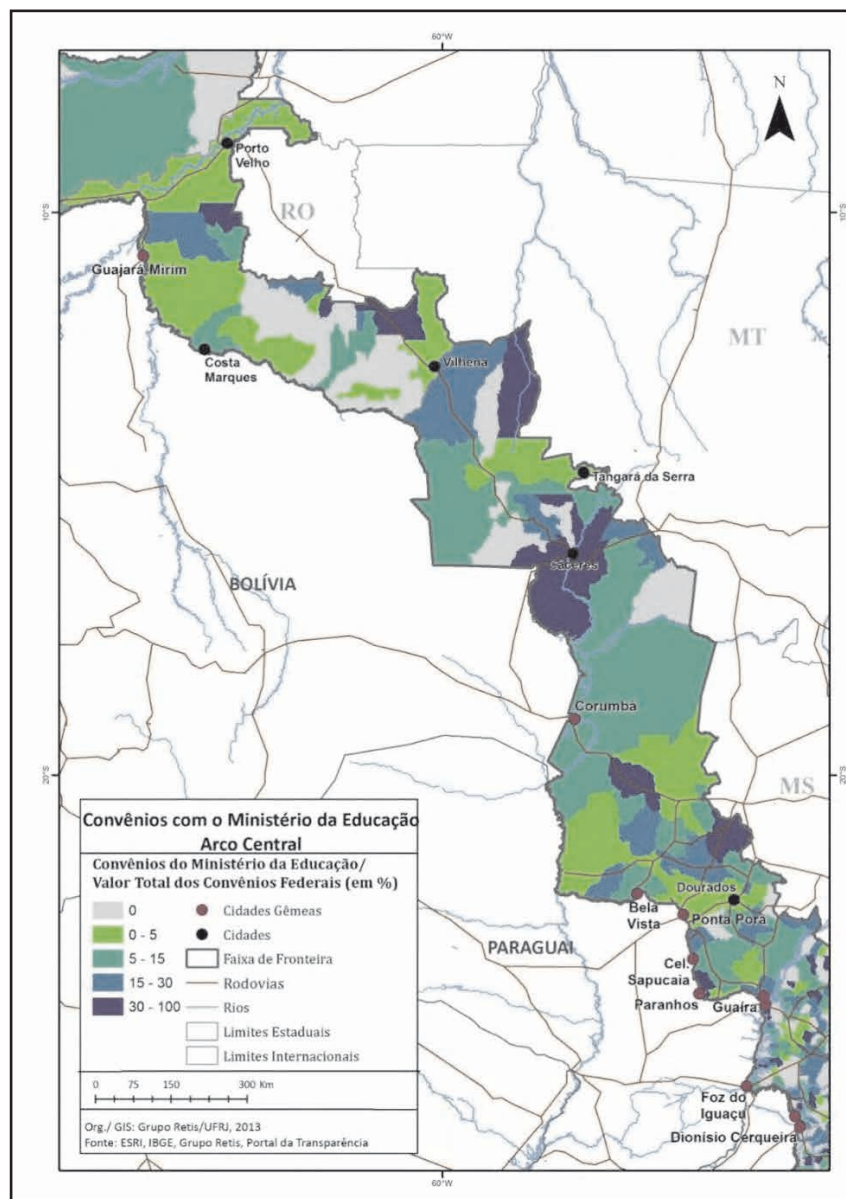 60°W
N
Porto
Velho
RO
10°S
10°S
Guajará-Mirim
MT
Costa
Marques
Vilhena
Tangará da Serra
Cáceres
BOLÍVIA
Corumbá
20°S
20°S
MS
Convênios com o Ministério da Educação
Arco Central
Convênios do Ministério da Educação/
Valor Total dos Convênios Federais (em %)
0
0 - 5
5 - 15
15 - 30
30 - 100
Cidades Gêmeas
Cidades
Faixa de Fronteira
Rodovias
Rios
Limites Estaduais
Limites Internacionais
0 75 150 300 Km
Org./ GIS: Grupo Retis/UFRJ, 2013
Fonte: ESRI, IBGE, Grupo Retis, Portal da Transparência
Dourados
Bela
Vista
Ponta Porã
PARAGUAI
Cel.
Sapucaia
Paranhos
Guaíra
Foz do
Iguaçu
Dionísio Cerqueira
60°W